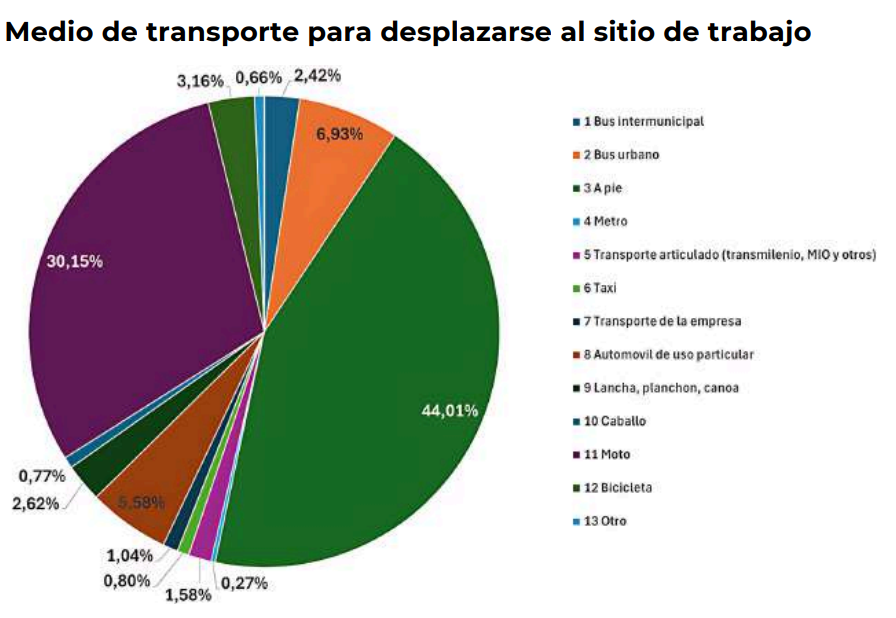 Medio de transporte para desplazarse al sitio de trabajo
3,16% 0,66% 2,42%
6,93%
30,15%
44,01%
0,77%
2,62%
5,58%
1,04%
0,80%
1,58%
0,27%
1 Bus intermunicipal
2 Bus urbano
3 A pie
4 Metro
5 Transporte articulado (transmilenio, MIO y otros)
6 Taxi
7 Transporte de la empresa
8 Automovil de uso particular
9 Lancha, planchon, canoa
10 Caballo
11 Moto
12 Bicicleta
13 Otro